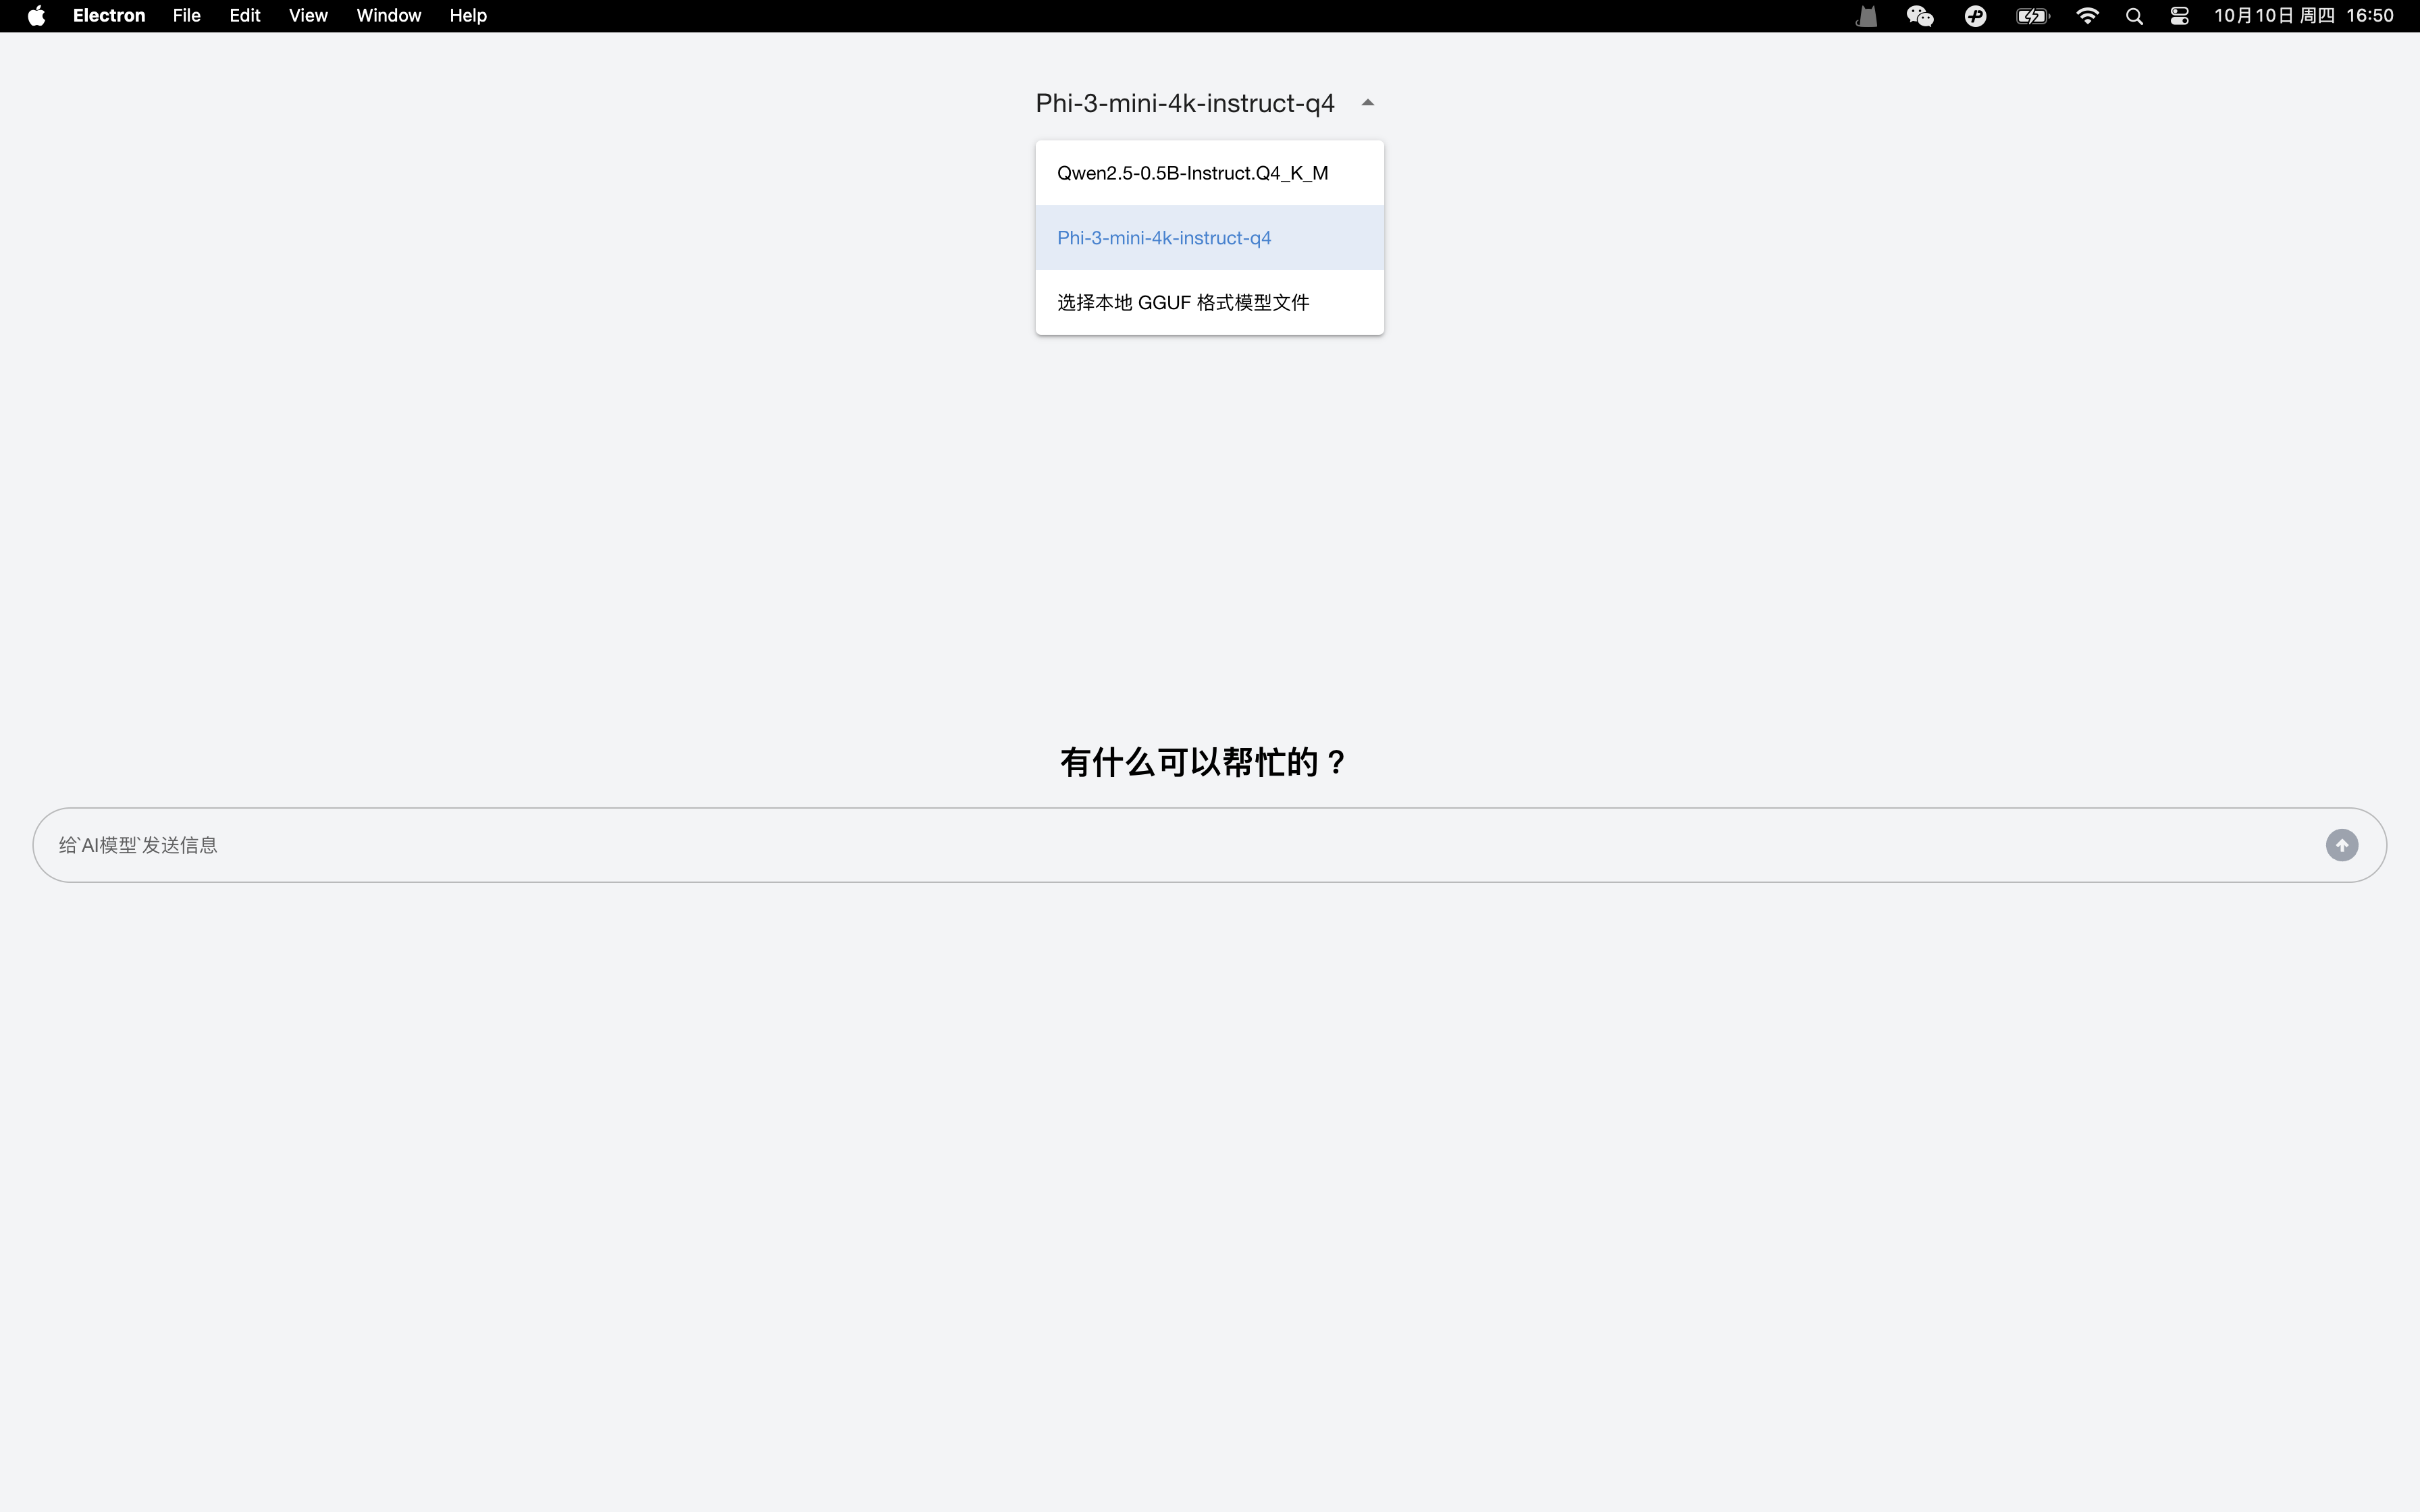 Electron File Edit View Window Help 10月10日 周四 16:50
Phi-3-mini-4k-instruct-q4
Qwen2.5-0.5B-Instruct.Q4_K_M
Phi-3-mini-4k-instruct-q4
选择本地 GGUF 格式模型文件
有什么可以帮忙的？
给`AI模型`发送信息